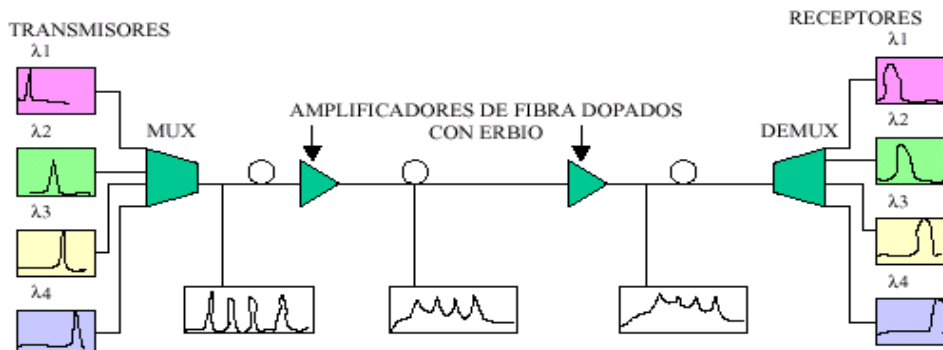 TRANSMISORES
λ1
λ2
λ3
λ4
MUX
AMPLIFICADORES DE FIBRA DOPADOS
CON ERBIO
DEMUX
RECEPTORES
λ1
λ2
λ3
λ4